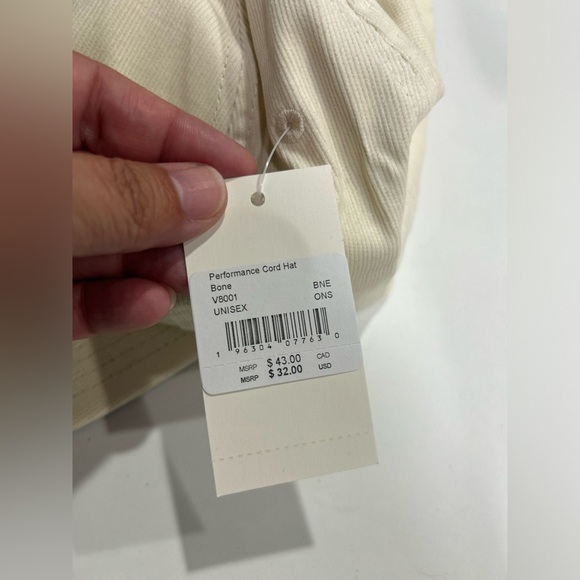 Performance Cord Hat
Bone BNE
V8001 ONS
UNISEX
1 96304 07763 0
MSRP $ 43.00 CAD
MSRP $ 32.00 USD